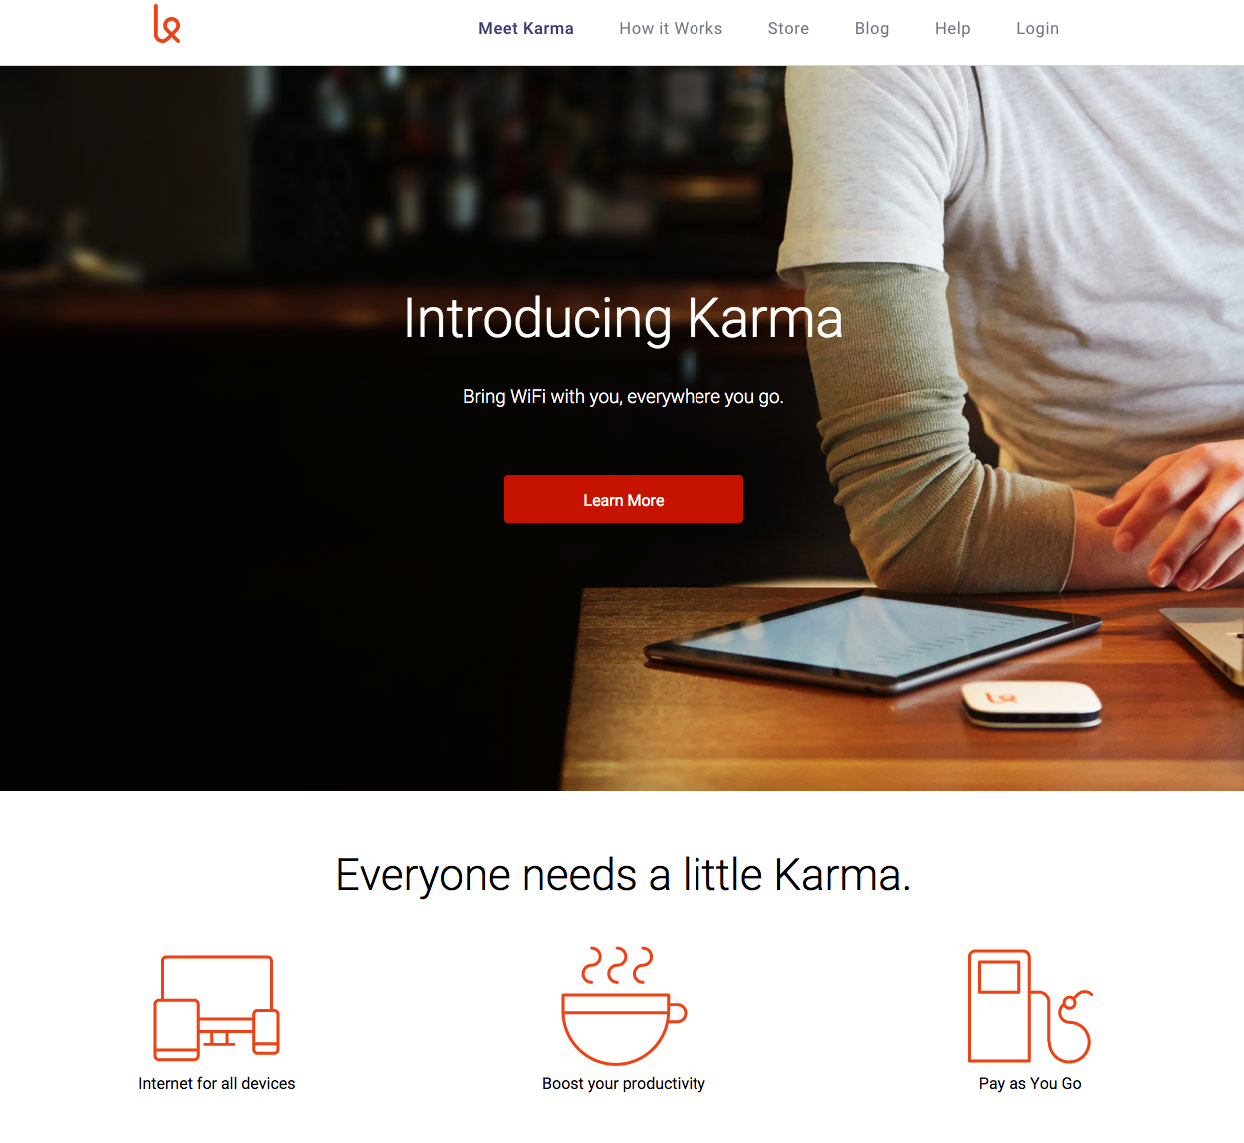 Meet Karma How it Works Store Blog Help Login
Introducing Karma
Bring WiFi with you, everywhere you go.
Learn More
Everyone needs a little Karma.
Internet for all devices Boost your productivity Pay as You Go